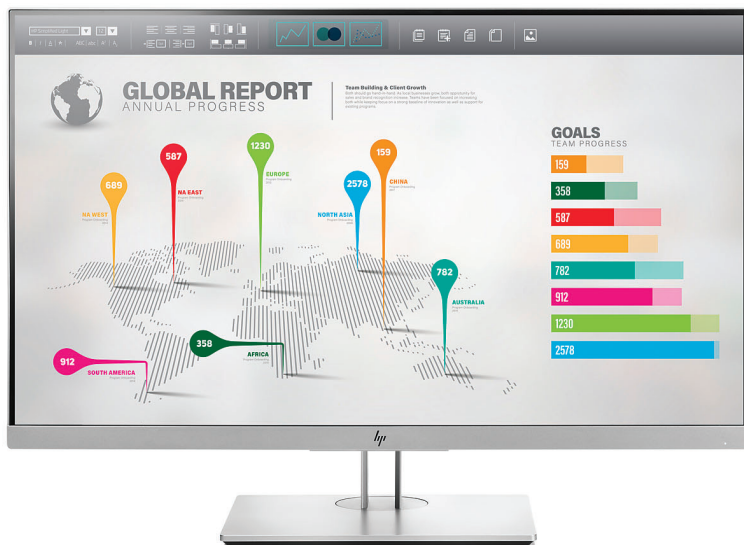 GLOBAL REPORT
ANNUAL PROGRESS
Team Building & Client Growth
GOALS
TEAM PROGRESS
1230
EUROPE
587
NA EAST
159
CHINA
689
NA WEST
2578
NORTH ASIA
782
AUSTRALIA
912
SOUTH AMERICA
358
AFRICA
159
358
587
689
782
912
1230
2578
hp